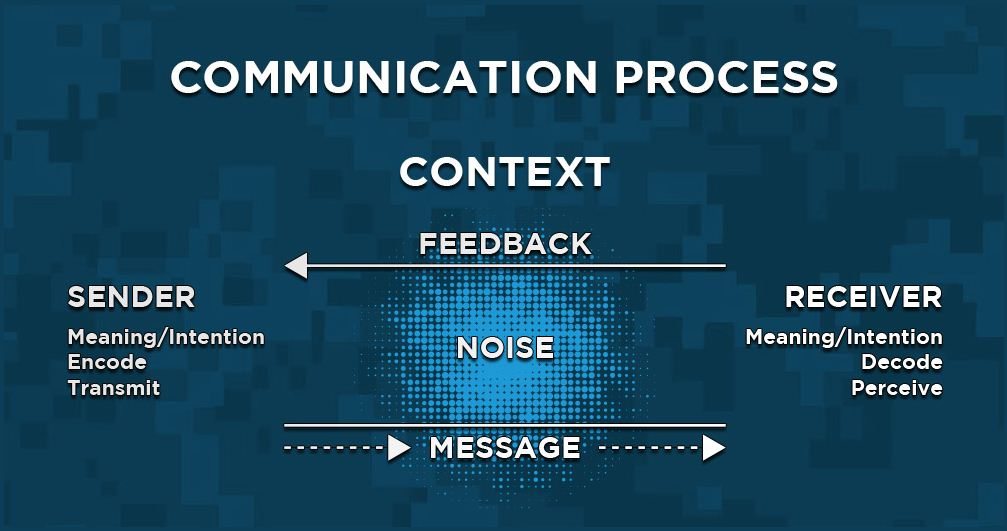 COMMUNICATION PROCESS
CONTEXT
FEEDBACK
SENDER
Meaning/Intention
Encode
Transmit
NOISE
RECEIVER
Meaning/Intention
Decode
Perceive
MESSAGE